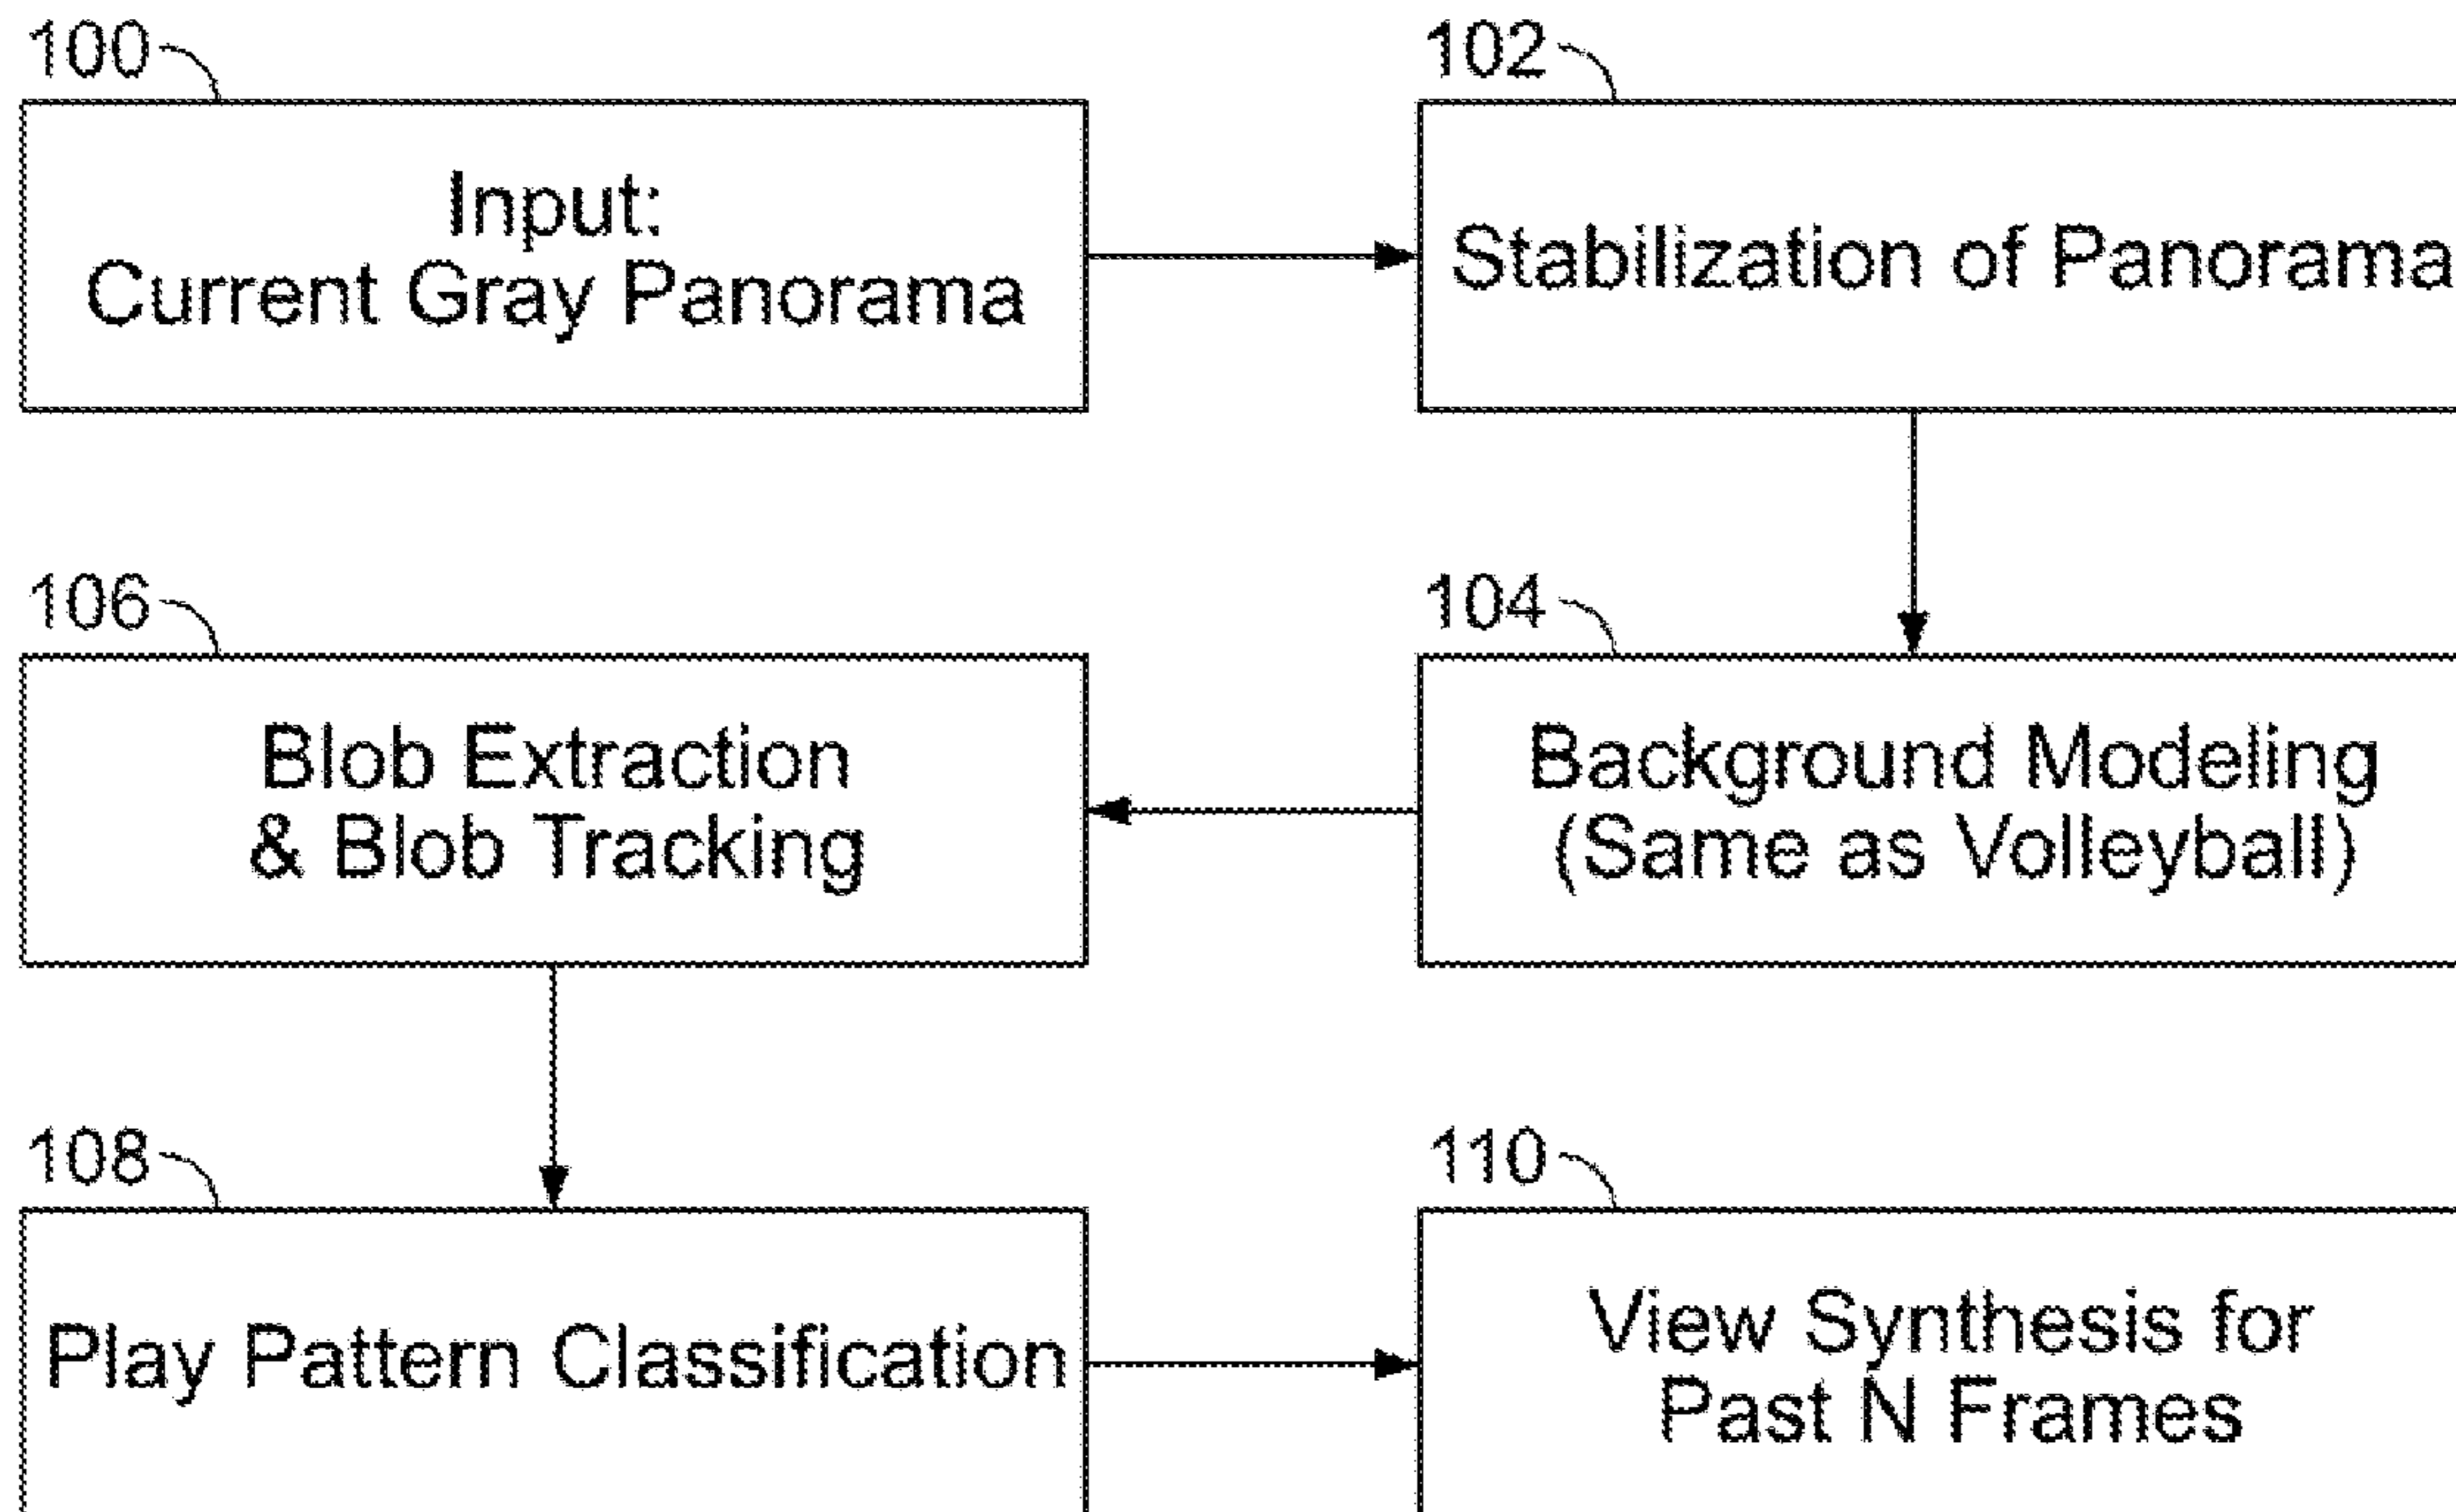 100
Input:
Current Gray Panorama
102
Stabilization of Panorama
106
Blob Extraction
& Blob Tracking
104
Background Modeling
(Same as Volleyball)
108
Play Pattern Classification
110
View Synthesis for
Past N Frames